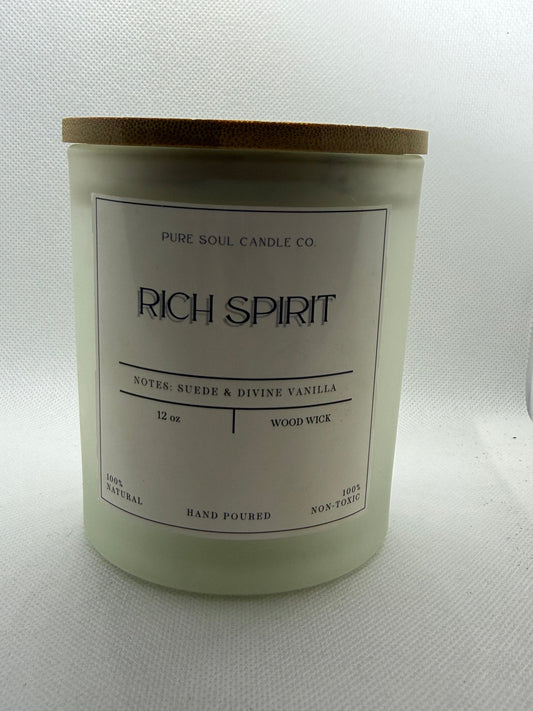 PURE SOUL CANDLE CO.
RICH SPIRIT
NOTES: SUEDE & DIVINE VANILLA
12 oz
WOOD WICK
100%
NATURAL
HAND POURED
100%
NON-TOXIC